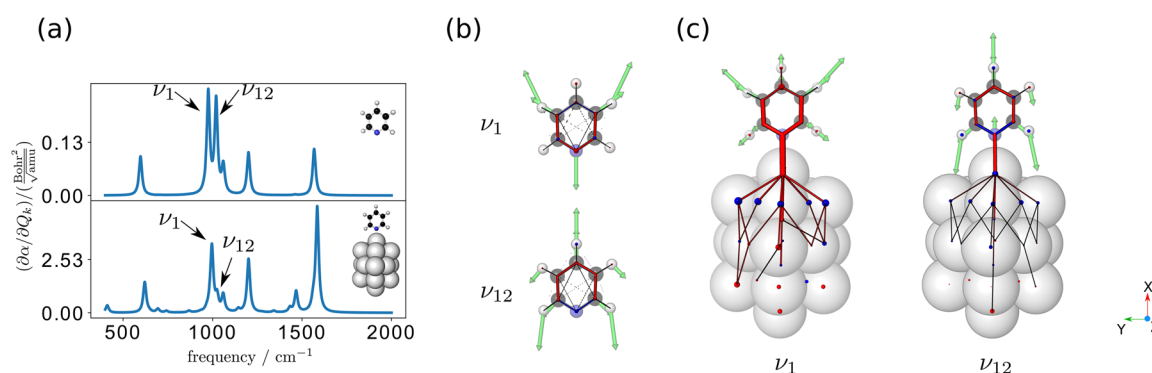 (a)
(b)
(c)
ν₁
ν₁₂
0.13
0.00
ν₁
ν₁₂
2.53
0.00
(∂α/∂Qₖ)/(Bohr²/√amu)
500
1000
1500
2000
frequency / cm⁻¹
ν₁
ν₁₂
ν₁
ν₁₂
X
Y